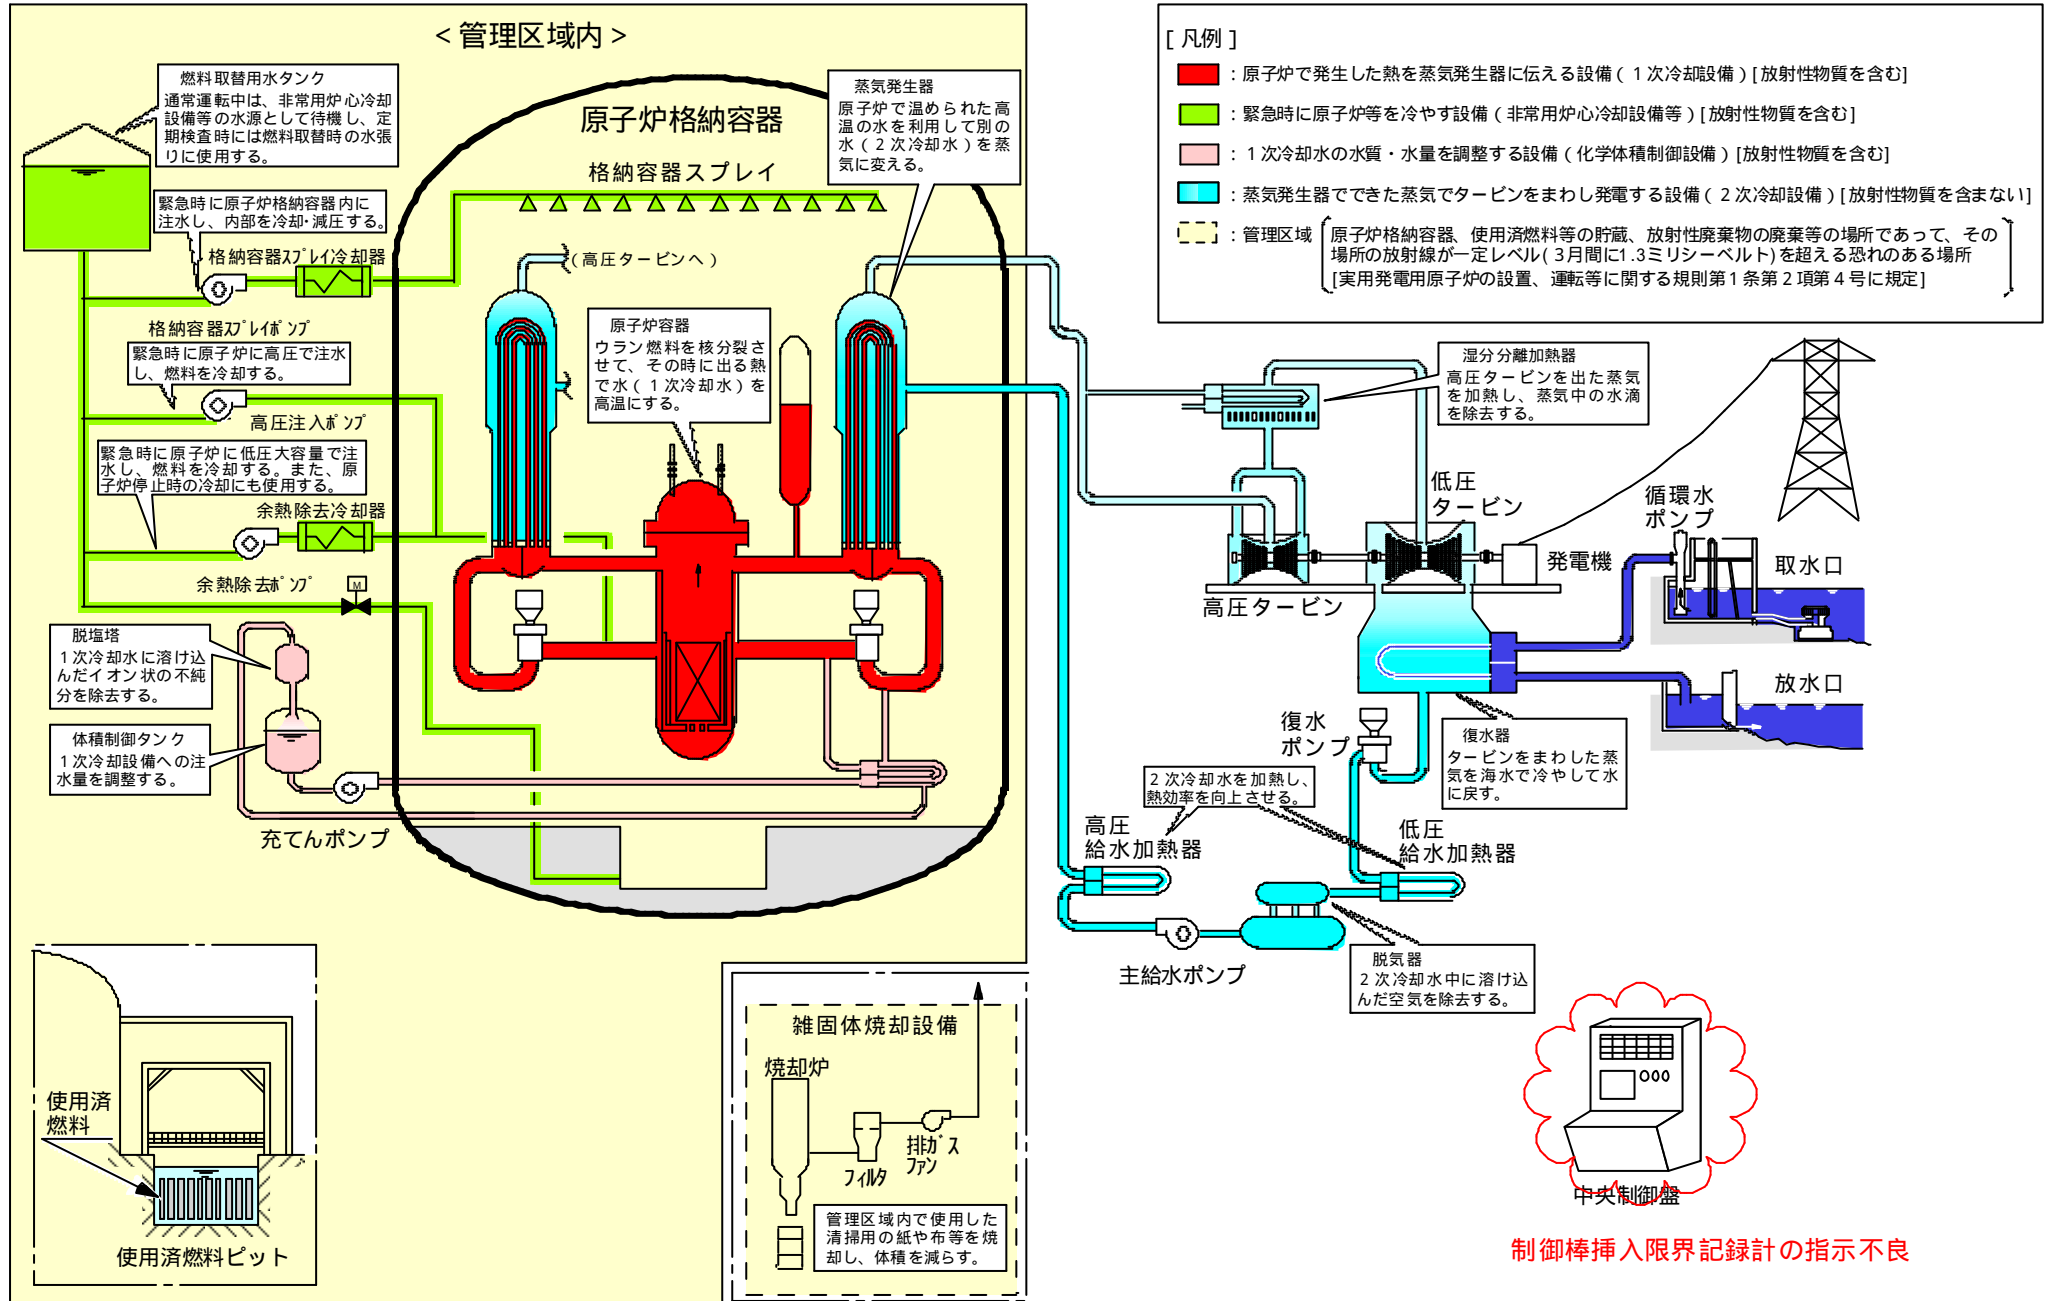 ＜管理区域内＞
燃料取替用水タンク
通常運転中は、非常用炉心冷却
設備等の水源として待機し、定
期検査時には燃料取替時の水張
りに使用する。
原子炉格納容器
蒸気発生器
原子炉で温められた高
温の水を利用して別の
水（２次冷却水）を蒸
気に変える。
格納容器スプレイ
緊急時に原子炉格納容器内に
注水し、内部を冷却・減圧する。
格納容器ｽﾌﾟﾚｲ冷却器
(高圧タービンへ)
格納容器ｽﾌﾟﾚｲﾎﾟﾝﾌﾟ
緊急時に原子炉に高圧で注水
し、燃料を冷却する。
原子炉容器
ウラン燃料を核分裂さ
せて、その時に出る熱
で水（１次冷却水）を
高温にする。
高圧注入ﾎﾟﾝﾌﾟ
緊急時に原子炉に低圧大容量で注
水し、燃料を冷却する。また、原
子炉停止時の冷却にも使用する。
余熱除去冷却器
余熱除去ﾎﾟﾝﾌﾟ
M
脱塩塔
１次冷却水に溶け込
んだイオン状の不純
分を除去する。
体積制御タンク
１次冷却設備への注
水量を調整する。
充てんポンプ
[凡例]
：原子炉で発生した熱を蒸気発生器に伝える設備（１次冷却設備）[放射性物質を含む]
：緊急時に原子炉等を冷やす設備（非常用炉心冷却設備等）[放射性物質を含む]
：１次冷却水の水質・水量を調整する設備（化学体積制御設備）[放射性物質を含む]
：蒸気発生器でできた蒸気でタービンをまわし発電する設備（２次冷却設備）[放射性物質を含まない]
：管理区域
原子炉格納容器、使用済燃料等の貯蔵、放射性廃棄物の廃棄等の場所であって、その
場所の放射線が一定レベル(３月間に1.3ミリシーベルト)を超える恐れのある場所
[実用発電用原子炉の設置、運転等に関する規則第１条第２項第４号に規定]
湿分分離加熱器
高圧タービンを出た蒸気
を加熱し、蒸気中の水滴
を除去する。
低圧
タービン
循環水
ポンプ
発電機
取水口
高圧タービン
放水口
復水
ポンプ
復水器
タービンをまわした蒸
気を海水で冷やして水
に戻す。
２次冷却水を加熱し、
熱効率を向上させる。
高圧
給水加熱器
低圧
給水加熱器
主給水ポンプ
脱気器
２次冷却水中に溶け込
んだ空気を除去する。
使用済
燃料
使用済燃料ピット
雑固体焼却設備
焼却炉
フィルタ
排ｶﾞｽ
ﾌｧﾝ
管理区域内で使用した
清掃用の紙や布等を焼
却し、体積を減らす。
中央制御盤
制御棒挿入限界記録計の指示不良